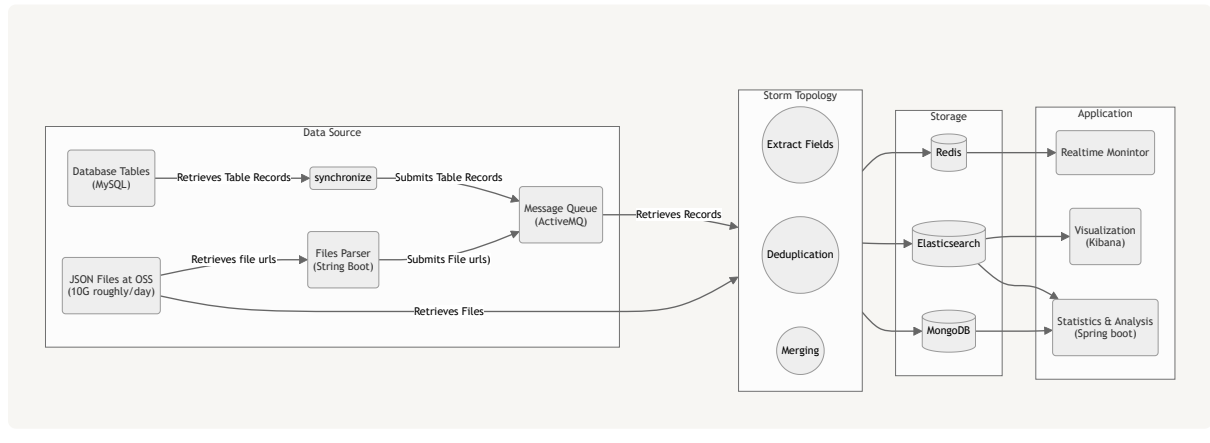 Data Source
Database Tables
(MySQL)
Retrieves Table Records
synchronize
Submits Table Records
Message Queue
(ActiveMQ)
JSON Files at OSS
(10G roughly/day)
Retrieves file urls
Files Parser
(String Boot)
Submits File urls)
Retrieves Files
Retrieves Records
Storm Topology
Extract Fields
Deduplication
Merging
Storage
Redis
Elasticsearch
MongoDB
Application
Realtime Monintor
Visualization
(Kibana)
Statistics & Analysis
(Spring boot)